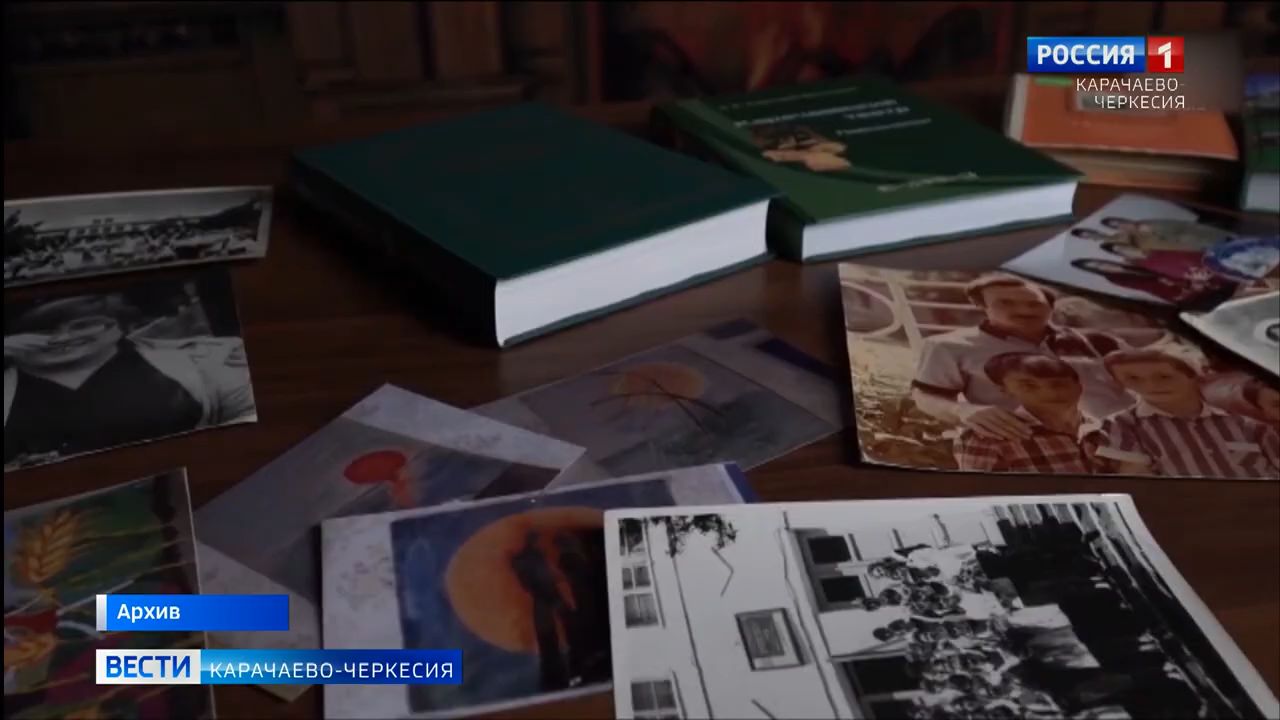 РОССИЯ 1
КАРАЧАЕВО-
ЧЕРКЕСИЯ
Архив
ВЕСТИ КАРАЧАЕВО-ЧЕРКЕСИЯ